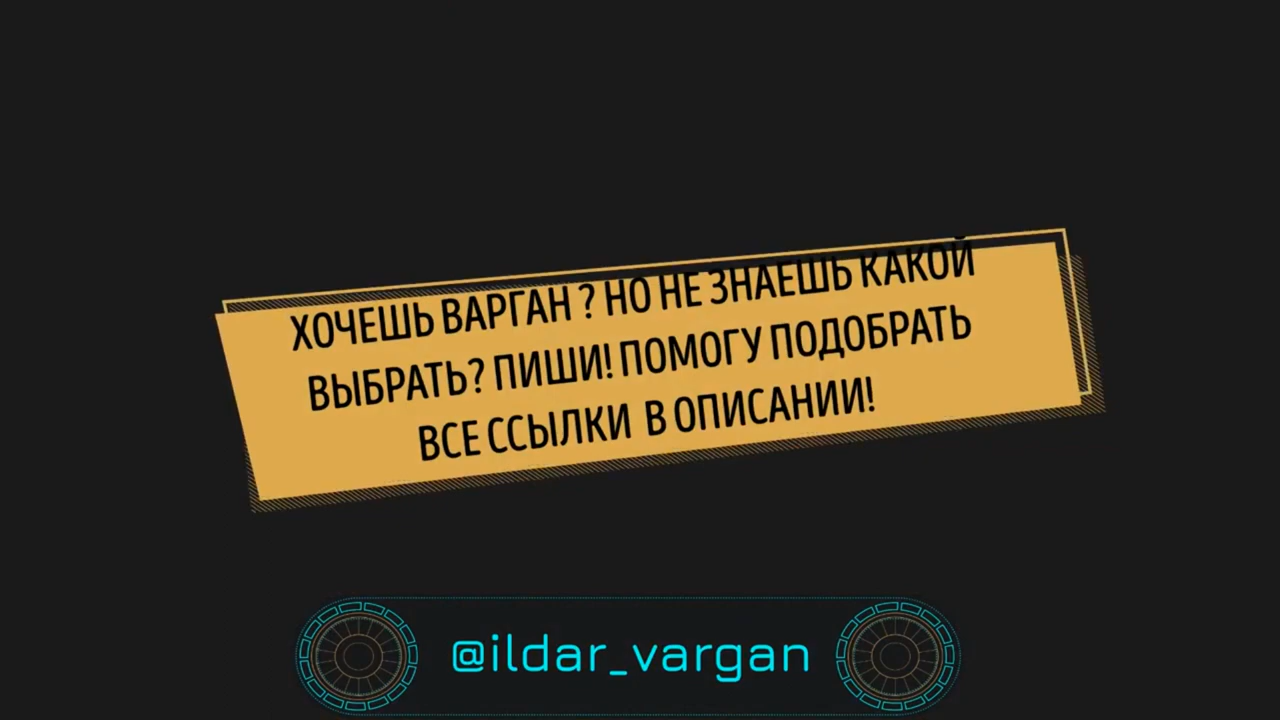 ХОЧЕШЬ ВАРГАН ? НО НЕ ЗНАЕШЬ КАКОЙ
ВЫБРАТЬ? ПИШИ! ПОМОГУ ПОДОБРАТЬ
ВСЕ ССЫЛКИ В ОПИСАНИИ!
@ildar_vargan